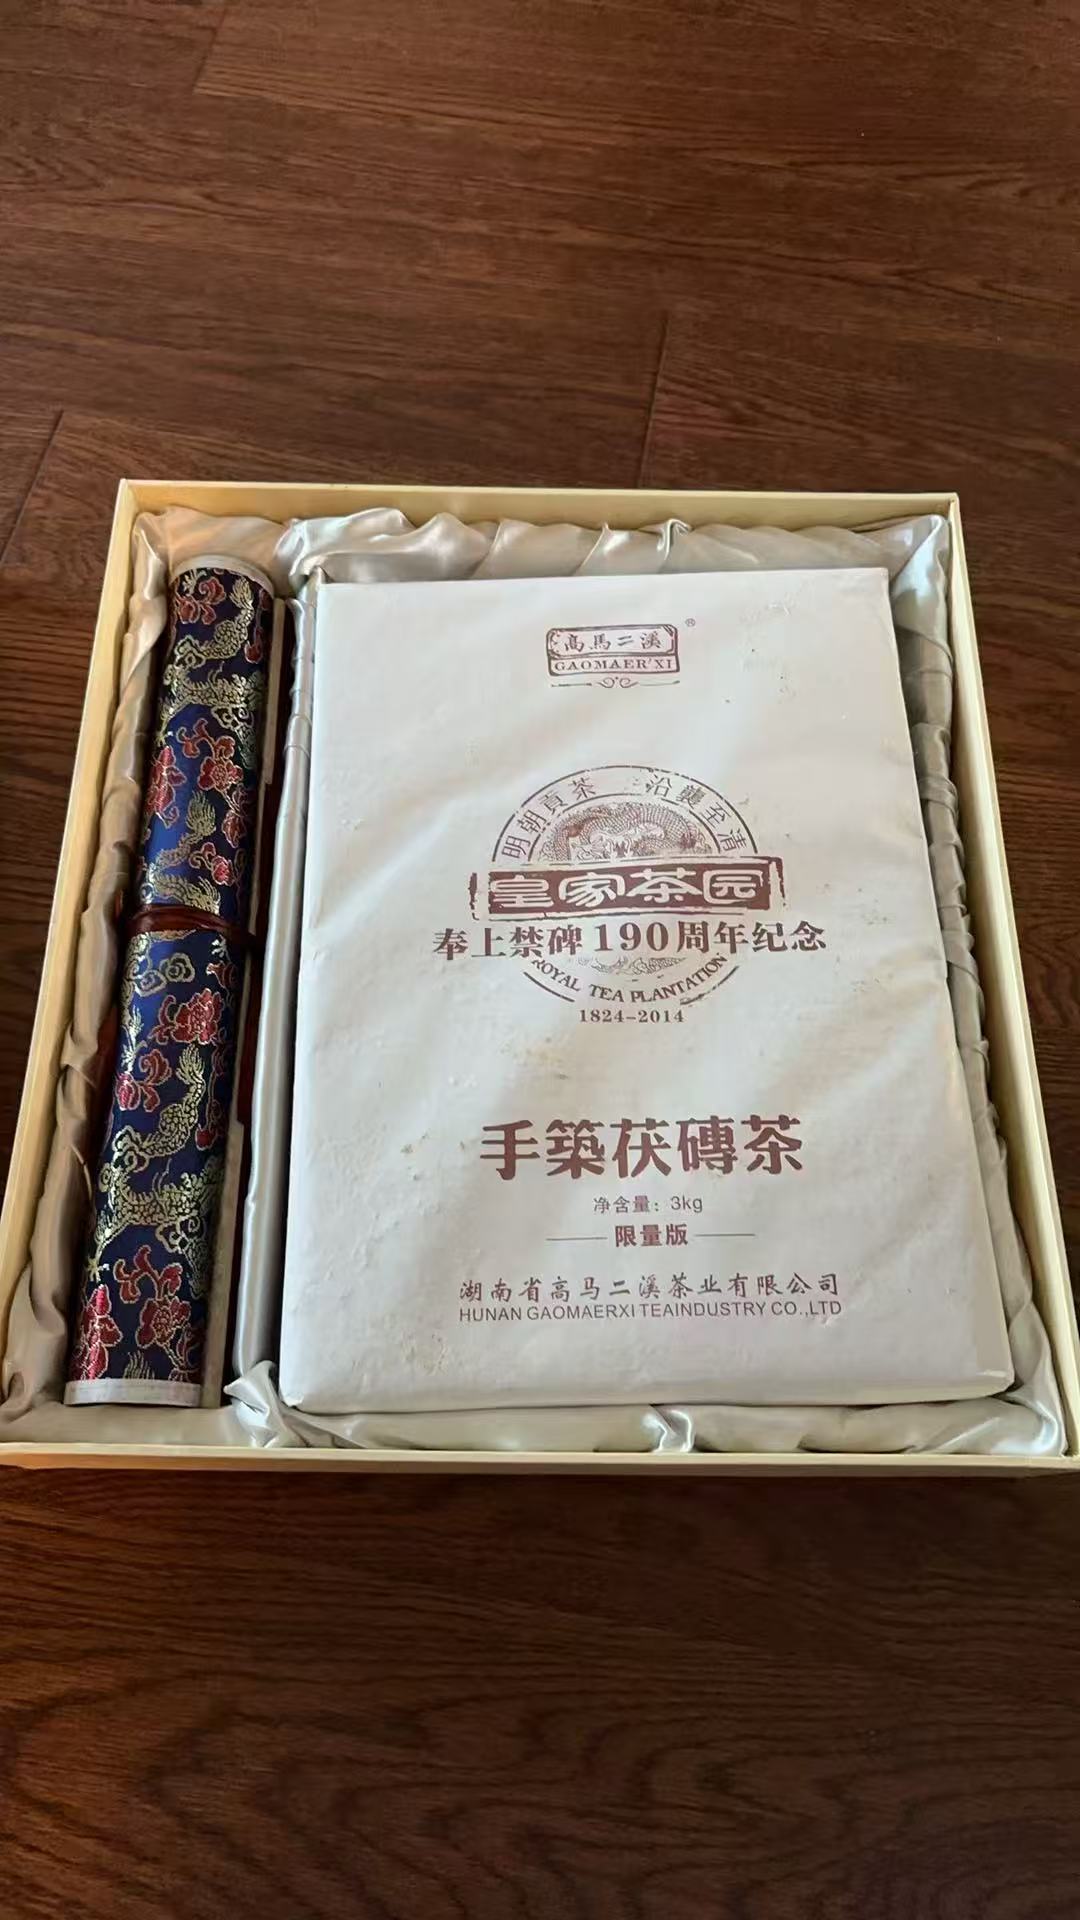 高馬二溪®
GAOMAER'XI
明朝貢茶 沿襲至清
皇家茶园
奉上禁碑190周年纪念
ROYAL TEA PLANTATION
1824-2014
手築茯磚茶
净含量：3kg
限量版
湖南省高马二溪茶业有限公司
HUNAN GAOMAERXI TEAINDUSTRY CO.,LTD